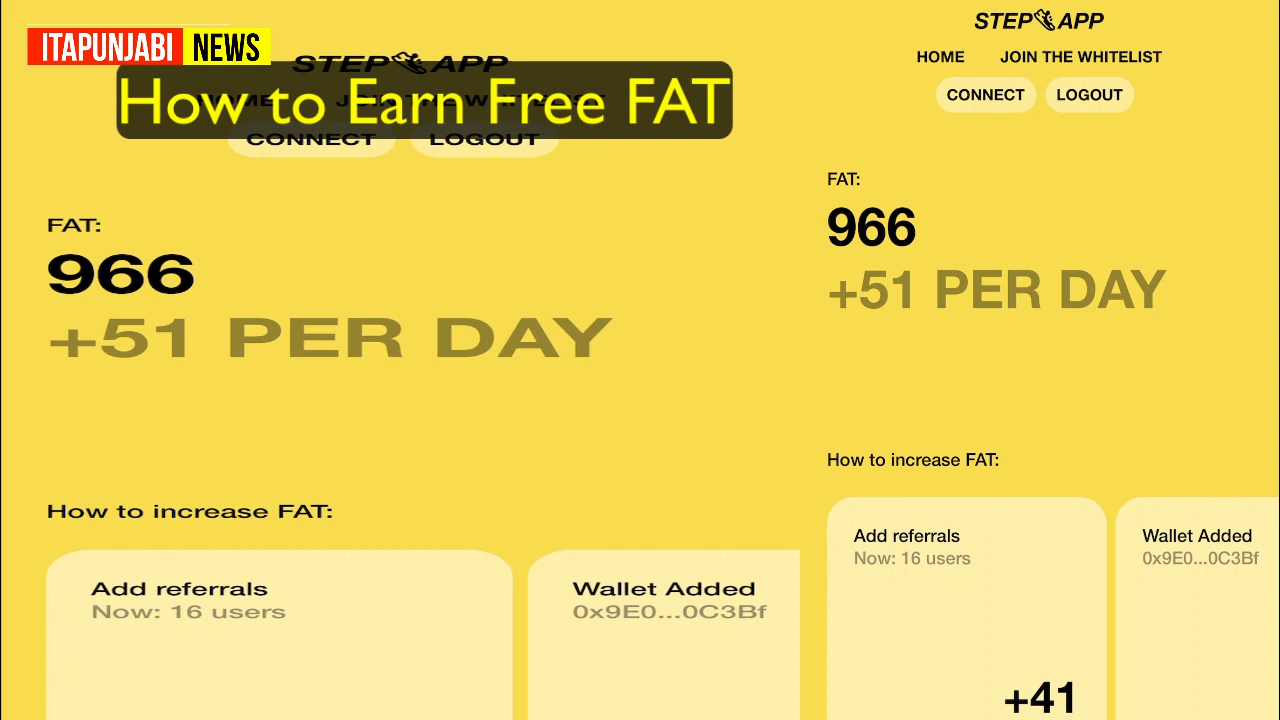 ITAPUNJABI NEWS
STEP APP
How to Earn Free FAT
CONNECT LOGOUT
FAT:
966
+51 PER DAY
How to increase FAT:
Add referrals
Now: 16 users
Wallet Added
0x9E0...0C3Bf
STEP APP
HOME JOIN THE WHITELIST
CONNECT LOGOUT
FAT:
966
+51 PER DAY
How to increase FAT:
Add referrals
Now: 16 users
+41
Wallet Added
0x9E0...0C3Bf